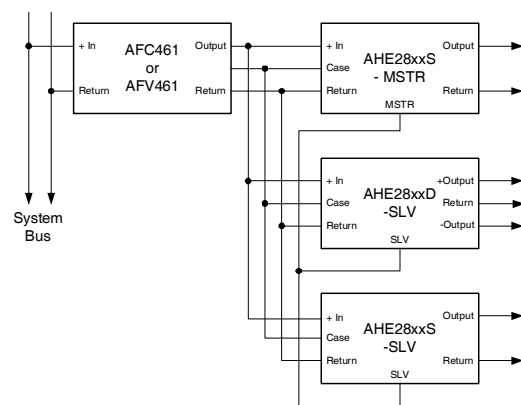 + In
Return
AFC461
or
AFV461
Output
Return
System
Bus
+ In
Case
Return
AHE28xxS
- MSTR
MSTR
Output
Return
+ In
Case
Return
AHE28xxD
-SLV
SLV
+Output
Return
-Output
+ In
Case
Return
AHE28xxS
-SLV
SLV
Output
Return